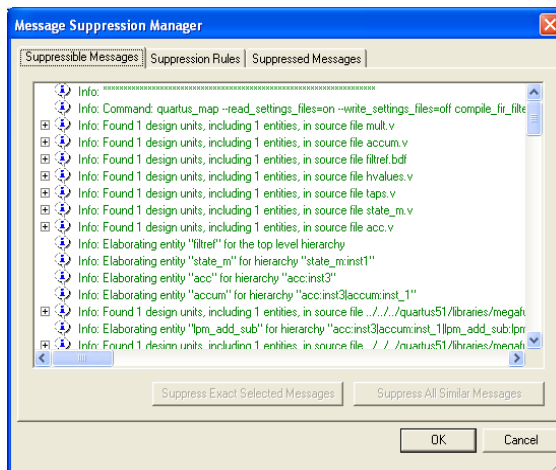 Message Suppression Manager
Suppressible Messages Suppression Rules Suppressed Messages
Info: *******************************************************************
Info: Command: quartus_map --read_settings_files=on --write_settings_files=off compile_fir_filte
Info: Found 1 design units, including 1 entities, in source file mult.v
Info: Found 1 design units, including 1 entities, in source file accum.v
Info: Found 1 design units, including 1 entities, in source file filtref.bdf
Info: Found 1 design units, including 1 entities, in source file hvalues.v
Info: Found 1 design units, including 1 entities, in source file taps.v
Info: Found 1 design units, including 1 entities, in source file state_m.v
Info: Found 1 design units, including 1 entities, in source file acc.v
Info: Elaborating entity "filtref" for the top level hierarchy
Info: Elaborating entity "state_m" for hierarchy "state_m:inst1"
Info: Elaborating entity "acc" for hierarchy "acc:inst3"
Info: Elaborating entity "accum" for hierarchy "acc:inst3|accum:inst_1"
Info: Found 1 design units, including 1 entities, in source file ../../../quartus51/libraries/megafu
Info: Elaborating entity "lpm_add_sub" for hierarchy "acc:inst3|accum:inst_1|lpm_add_sub:lpm
Info: Found 1 design units, including 1 entities, in source file ../../../quartus51/libraries/megafu
Suppress Exact Selected Messages Suppress All Similar Messages
OK Cancel